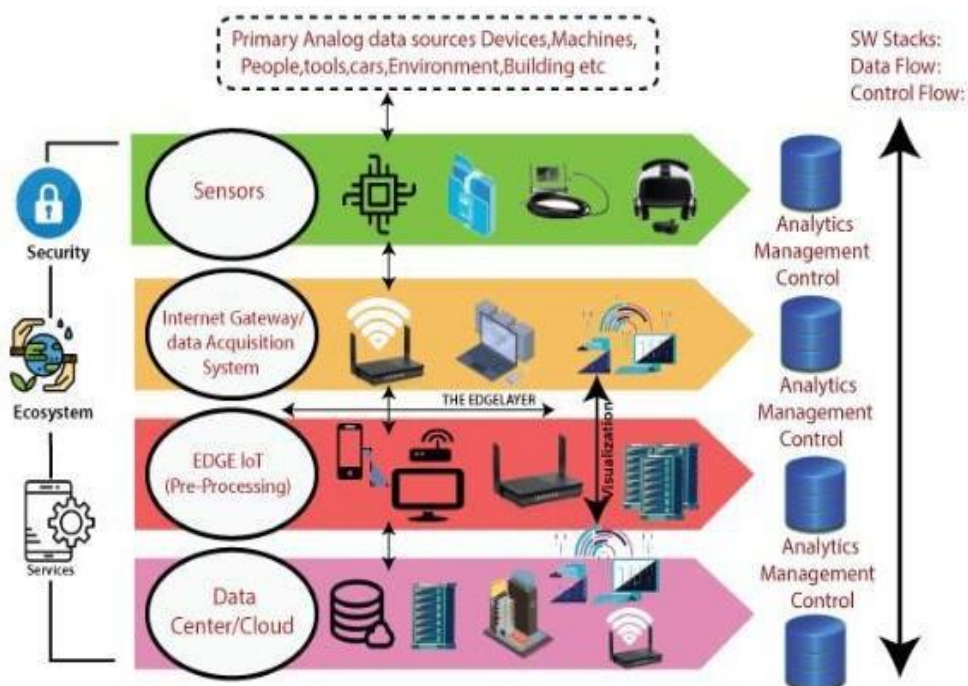 Primary Analog data sources Devices,Machines,
People,tools,cars,Environment,Building etc
SW Stacks:
Data Flow:
Control Flow:
Sensors
Security
Analytics
Management
Control
Internet Gateway/
data Acquisition
System
Ecosystem
Analytics
Management
Control
THE EDGELAYER
EDGE IoT
(Pre-Processing)
Visualization
Services
Analytics
Management
Control
Data
Center/Cloud